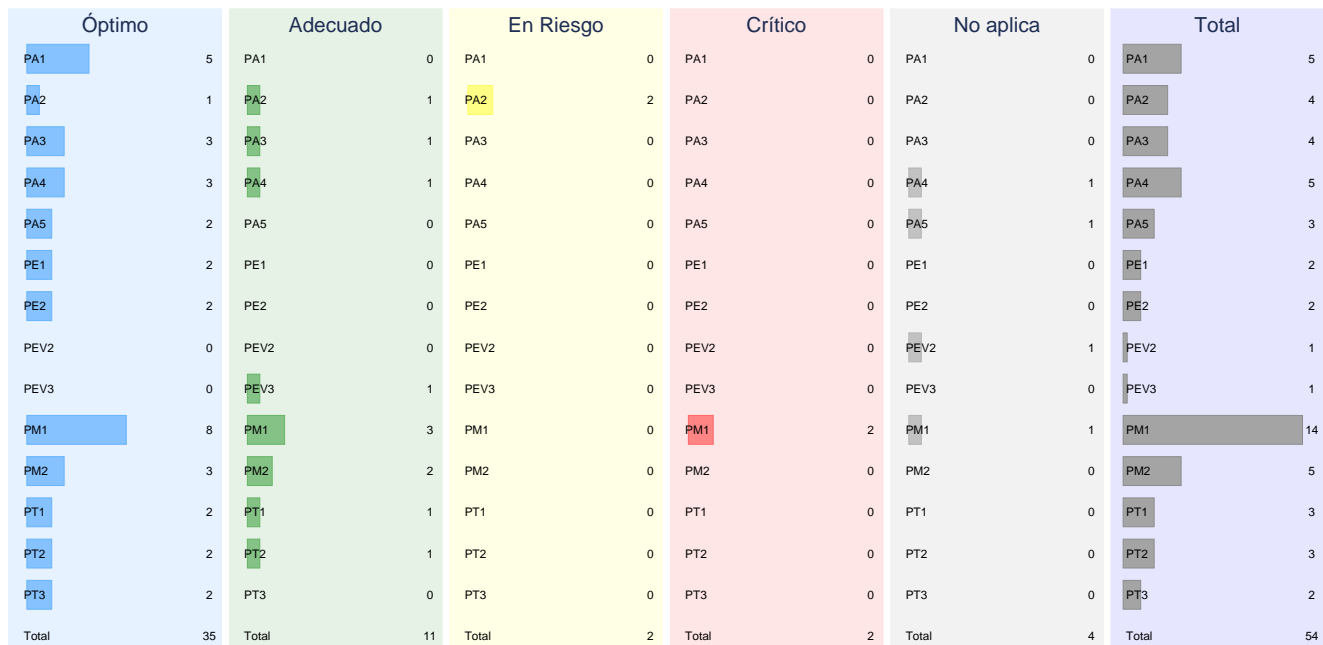 Óptimo Adecuado En Riesgo Crítico No aplica Total
PA1 5 PA1 0 PA1 0 PA1 0 PA1 0 PA1 5
PA2 1 PA2 1 PA2 2 PA2 0 PA2 0 PA2 4
PA3 3 PA3 1 PA3 0 PA3 0 PA3 0 PA3 4
PA4 3 PA4 1 PA4 0 PA4 0 PA4 1 PA4 5
PA5 2 PA5 0 PA5 0 PA5 0 PA5 1 PA5 3
PE1 2 PE1 0 PE1 0 PE1 0 PE1 0 PE1 2
PE2 2 PE2 0 PE2 0 PE2 0 PE2 0 PE2 2
PEV2 0 PEV2 0 PEV2 0 PEV2 0 PEV2 1 PEV2 1
PEV3 0 PEV3 1 PEV3 0 PEV3 0 PEV3 0 PEV3 1
PM1 8 PM1 3 PM1 0 PM1 2 PM1 1 PM1 14
PM2 3 PM2 2 PM2 0 PM2 0 PM2 0 PM2 5
PT1 2 PT1 1 PT1 0 PT1 0 PT1 0 PT1 3
PT2 2 PT2 1 PT2 0 PT2 0 PT2 0 PT2 3
PT3 2 PT3 0 PT3 0 PT3 0 PT3 0 PT3 2
Total 35 Total 11 Total 2 Total 2 Total 4 Total 54